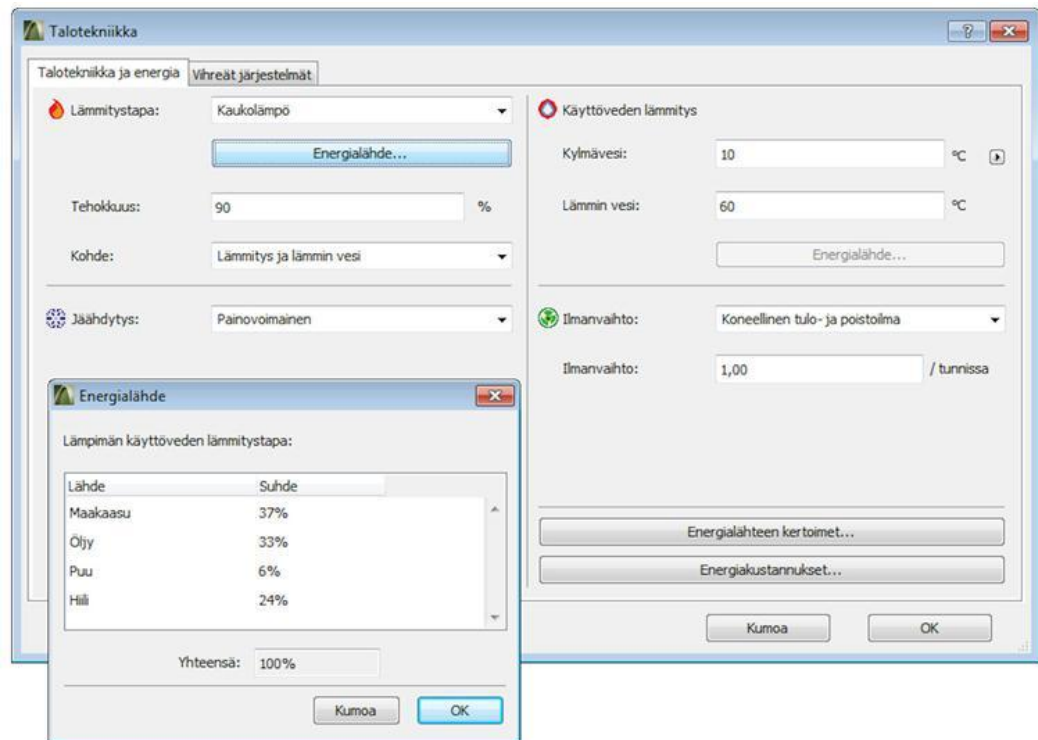 Talotekniikka
Talotekniikka ja energia
Vihreät järjestelmät
Lämmitystapa:
Kaukolämpö
Energialähde...
Tehokkuus:
90
%
Kohde:
Lämmitys ja lämmin vesi
Jäähdytys:
Painovoimainen
Käyttöveden lämmitys
Kylmävesi:
10
°C
Lämmin vesi:
60
°C
Energialähde...
Ilmanvaihto:
Koneellinen tulo- ja poistoilma
Ilmanvaihto:
1,00
/ tunnissa
Energialähteen kertoimet...
Energiakustannukset...
Kumoa
OK
Energialähde
Lämpimän käyttöveden lämmitystapa:
Lähde Suhde
Maakaasu 37%
Öljy 33%
Puu 6%
Hiili 24%
Yhteensä: 100%
Kumoa
OK